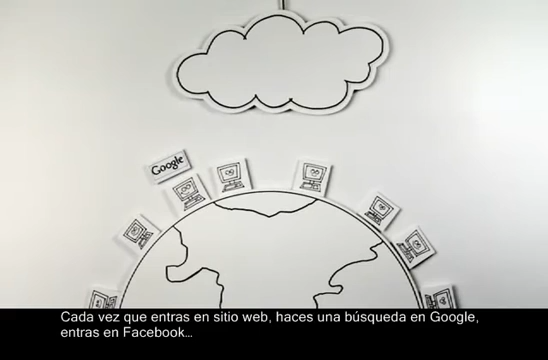 Google
Cada vez que entras en sitio web, haces una búsqueda en Google,
entras en Facebook...